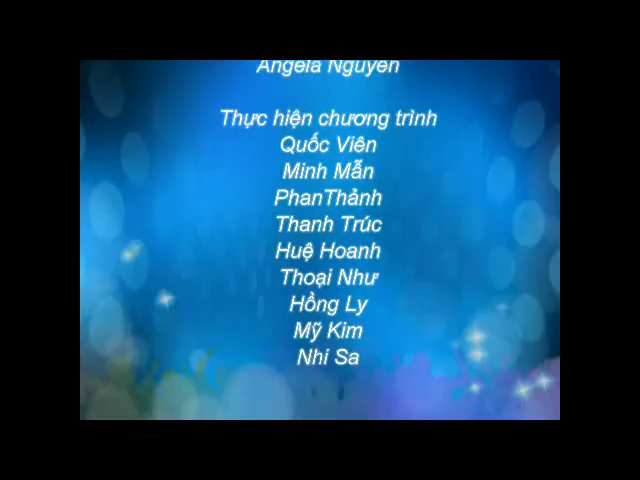 Angela Nguyen
Thực hiện chương trình
Quốc Viên
Minh Mẫn
PhanThảnh
Thanh Trúc
Huệ Hoanh
Thoại Như
Hồng Ly
Mỹ Kim
Nhi Sa